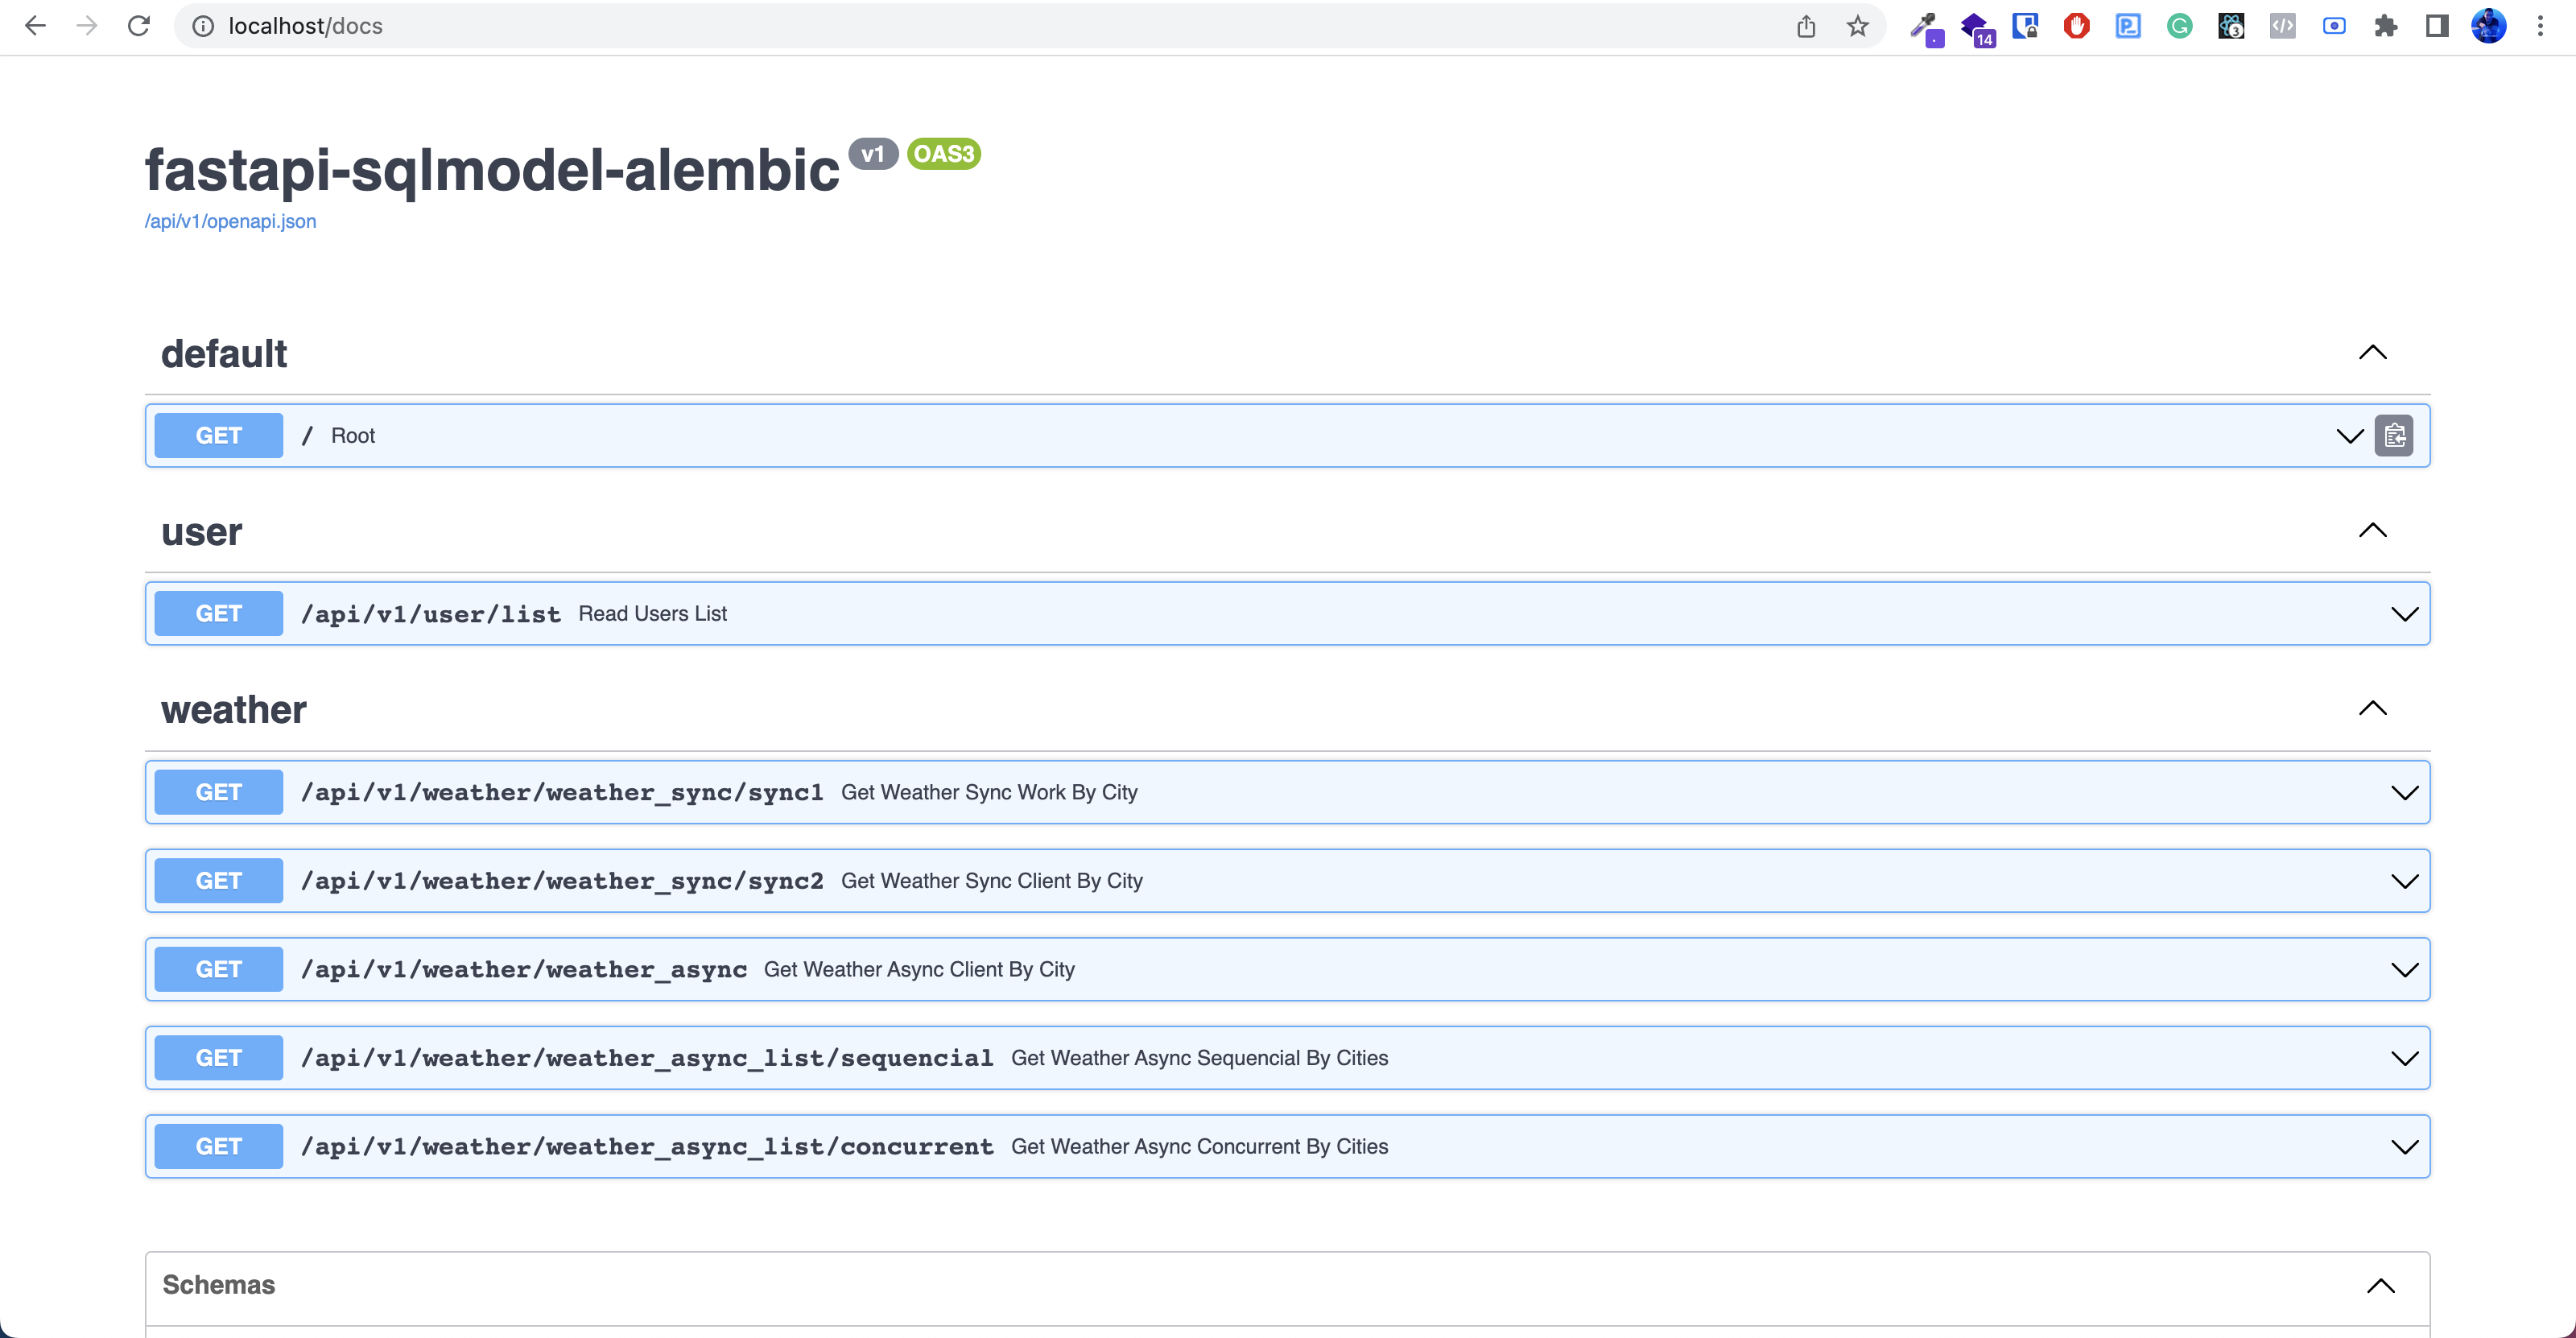 localhost/docs
14
3
fastapi-sqlmodel-alembic v1 OAS3
/api/v1/openapi.json
default
GET / Root
user
GET /api/v1/user/list Read Users List
weather
GET /api/v1/weather/weather_sync/sync1 Get Weather Sync Work By City
GET /api/v1/weather/weather_sync/sync2 Get Weather Sync Client By City
GET /api/v1/weather/weather_async Get Weather Async Client By City
GET /api/v1/weather/weather_async_list/sequencial Get Weather Async Sequencial By Cities
GET /api/v1/weather/weather_async_list/concurrent Get Weather Async Concurrent By Cities
Schemas